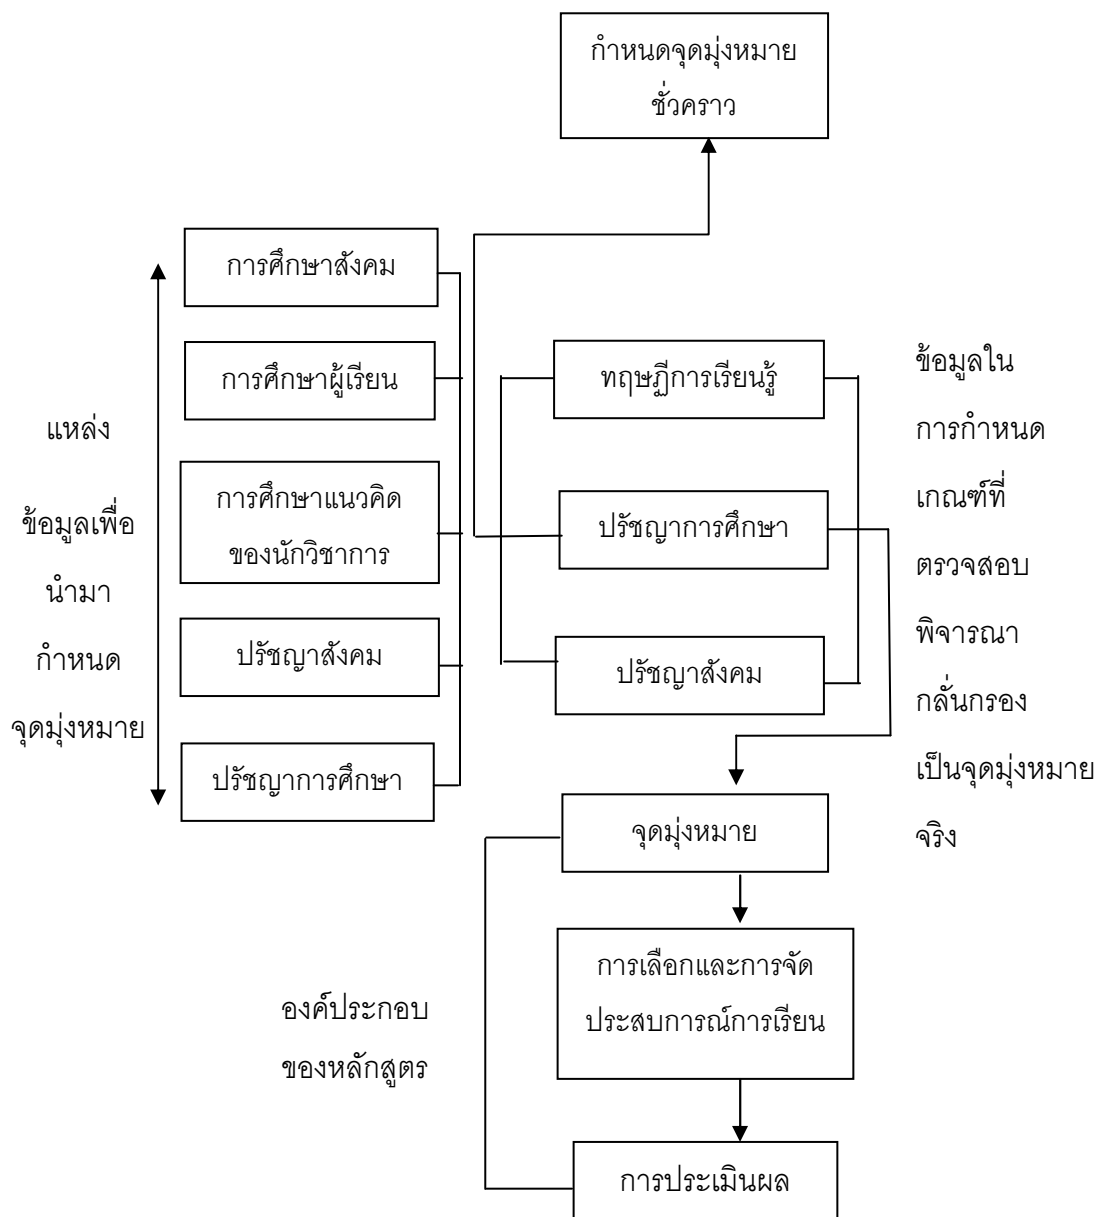 กำหนดจุดมุ่งหมาย
ชั่วคราว
การศึกษาสังคม
การศึกษาผู้เรียน
การศึกษาแนวคิด
ของนักวิชาการ
ปรัชญาสังคม
ปรัชญาการศึกษา
แหล่ง
ข้อมูลเพื่อ
นำมา
กำหนด
จุดมุ่งหมาย
ทฤษฏีการเรียนรู้
ปรัชญาการศึกษา
ปรัชญาสังคม
ข้อมูลใน
การกำหนด
เกณฑ์ที่
ตรวจสอบ
พิจารณา
กลั่นกรอง
เป็นจุดมุ่งหมาย
จริง
จุดมุ่งหมาย
การเลือกและการจัด
ประสบการณ์การเรียน
การประเมินผล
องค์ประกอบ
ของหลักสูตร